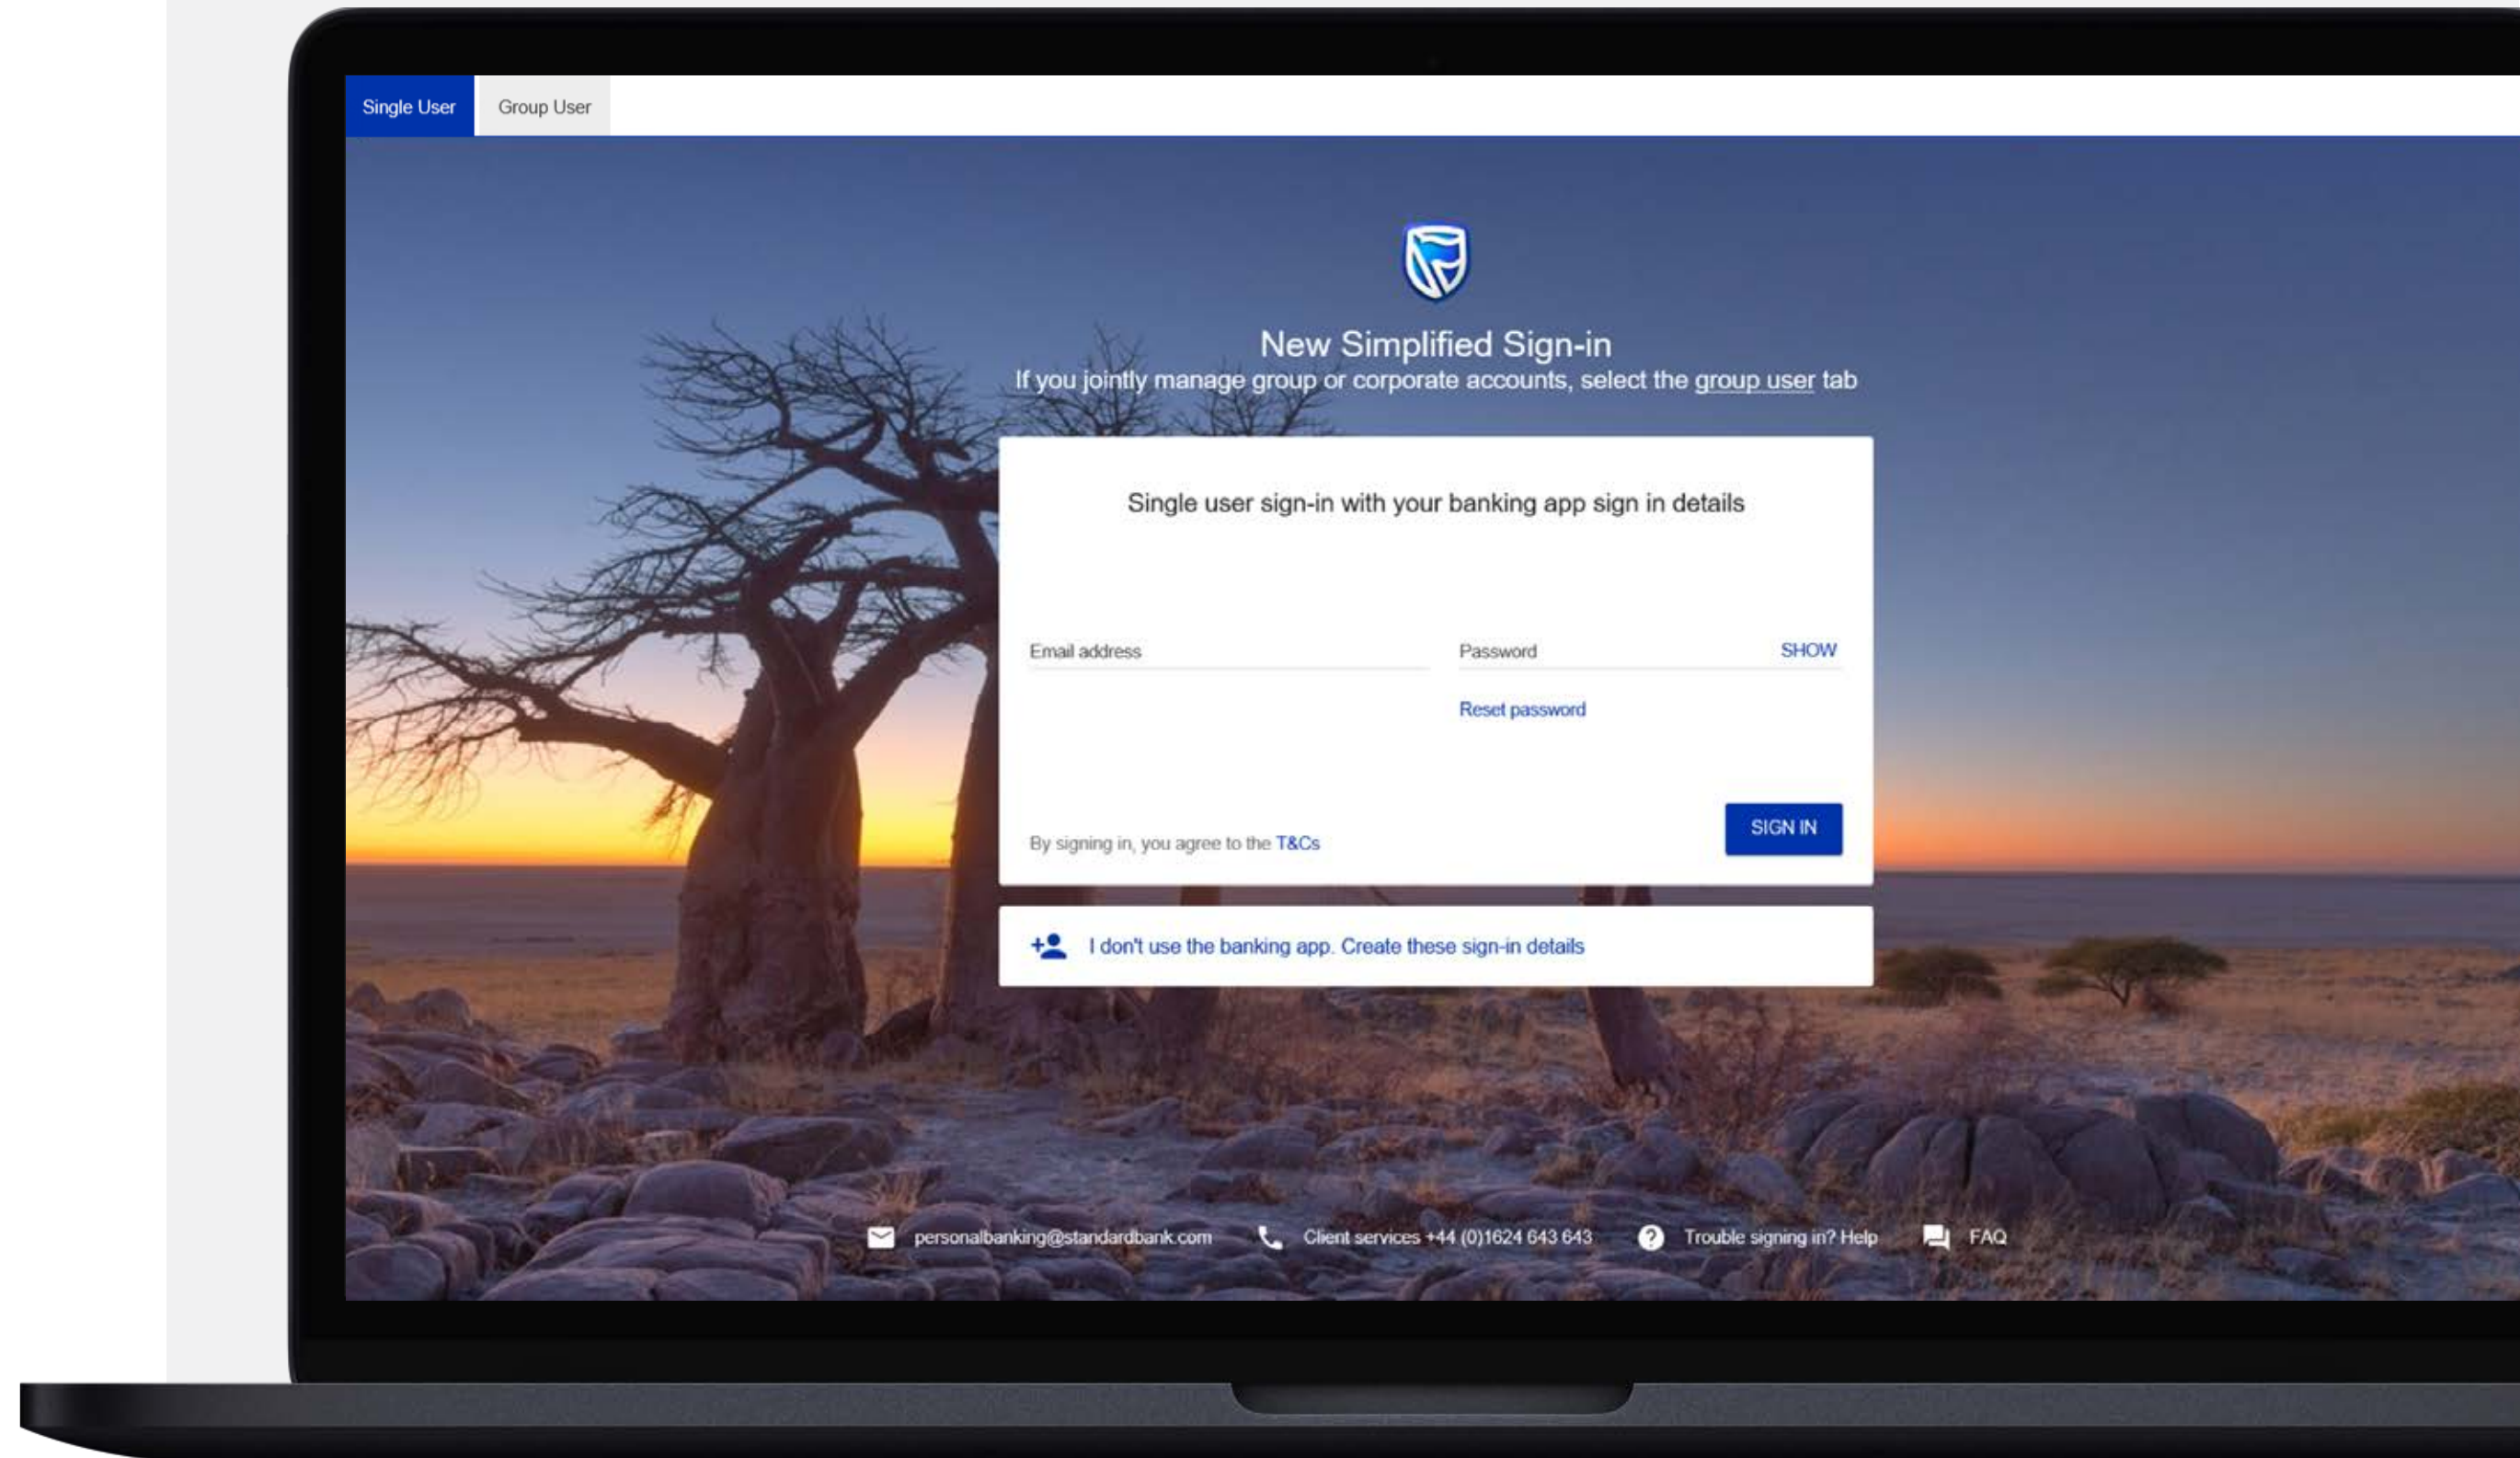 Single User
Group User
New Simplified Sign-in
If you jointly manage group or corporate accounts, select the group user tab
Single user sign-in with your banking app sign in details
Email address
Password
SHOW
Reset password
By signing in, you agree to the T&Cs
SIGN IN
I don't use the banking app. Create these sign-in details
personalbanking@standardbank.com
Client services +44 (0)1624 643 643
Trouble signing in? Help
FAQ